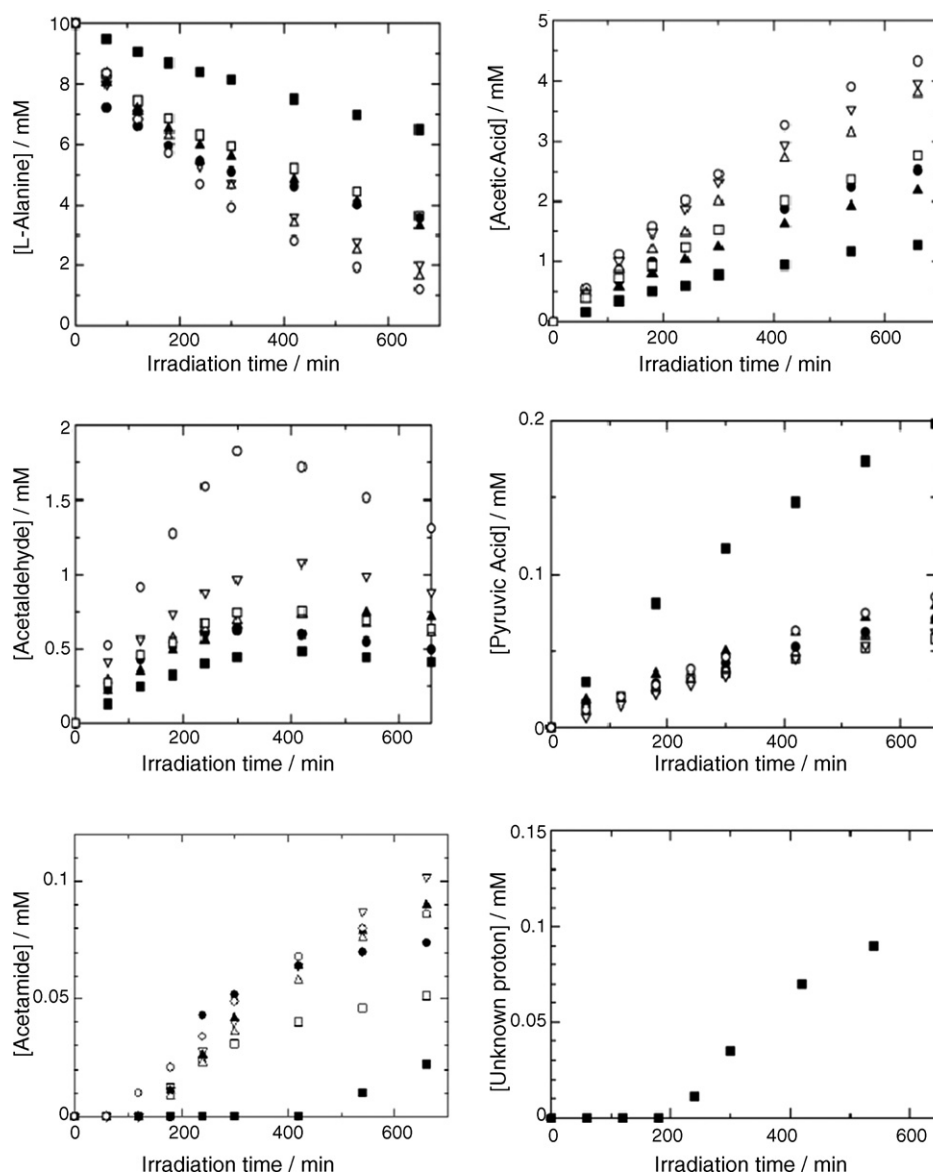 10
8
6
4
2
0
[L-Alanine] / mM
0 200 400 600
Irradiation time / min
5
4
3
2
1
0
[Acetic Acid] / mM
0 200 400 600
Irradiation time / min
2
1.5
1
0.5
0
[Acetaldehyde] / mM
0 200 400 600
Irradiation time / min
0.2
0.1
0
[Pyruvic Acid] / mM
0 200 400 600
Irradiation time / min
0.1
0.05
0
[Acetamide] / mM
0 200 400 600
Irradiation time / min
0.15
0.1
0.05
0
[Unknown proton] / mM
0 200 400 600
Irradiation time / min